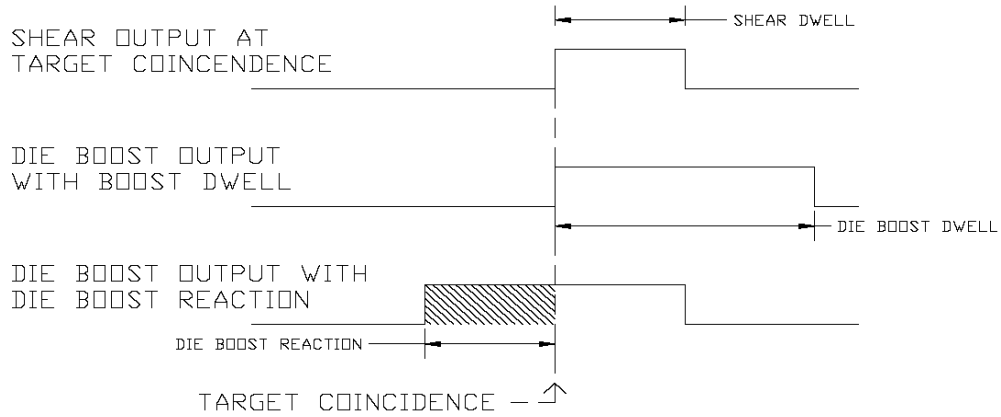 SHEAR DWELL
SHEAR OUTPUT AT
TARGET COINCENDENCE
DIE BOOST OUTPUT
WITH BOOST DWELL
DIE BOOST DWELL
DIE BOOST OUTPUT WITH
DIE BOOST REACTION
DIE BOOST REACTION
TARGET COINCIDENCE